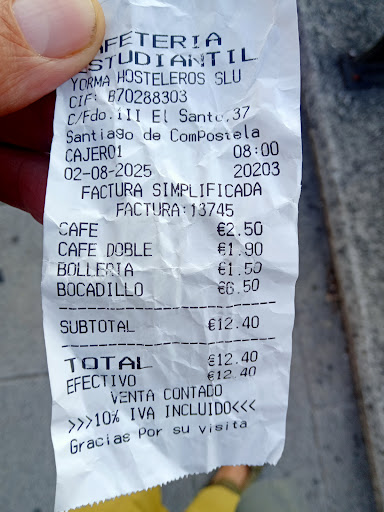 CAFETERIA
ESTUDIANTIL
YORMA HOSTELEROS SLU
CIF: B70288303
C/Fdo.III El Santo,37
Santiago de Compostela
CAJERO1 08:00
02-08-2025 20203
FACTURA SIMPLIFICADA
FACTURA:13745
CAFE €2.50
CAFE DOBLE €1.90
BOLLERIA €1.50
BOCADILLO €6.50
SUBTOTAL €12.40
TOTAL €12.40
EFECTIVO €12.40
VENTA CONTADO
>>>10% IVA INCLUIDO<<<
Gracias Por su visita